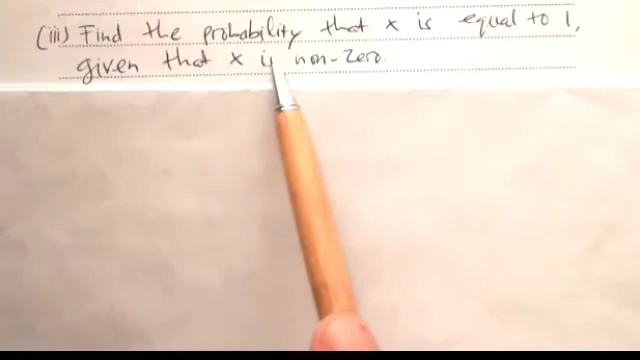 (iii) Find the probability that x is equal to 1,
given that x is non-zero.